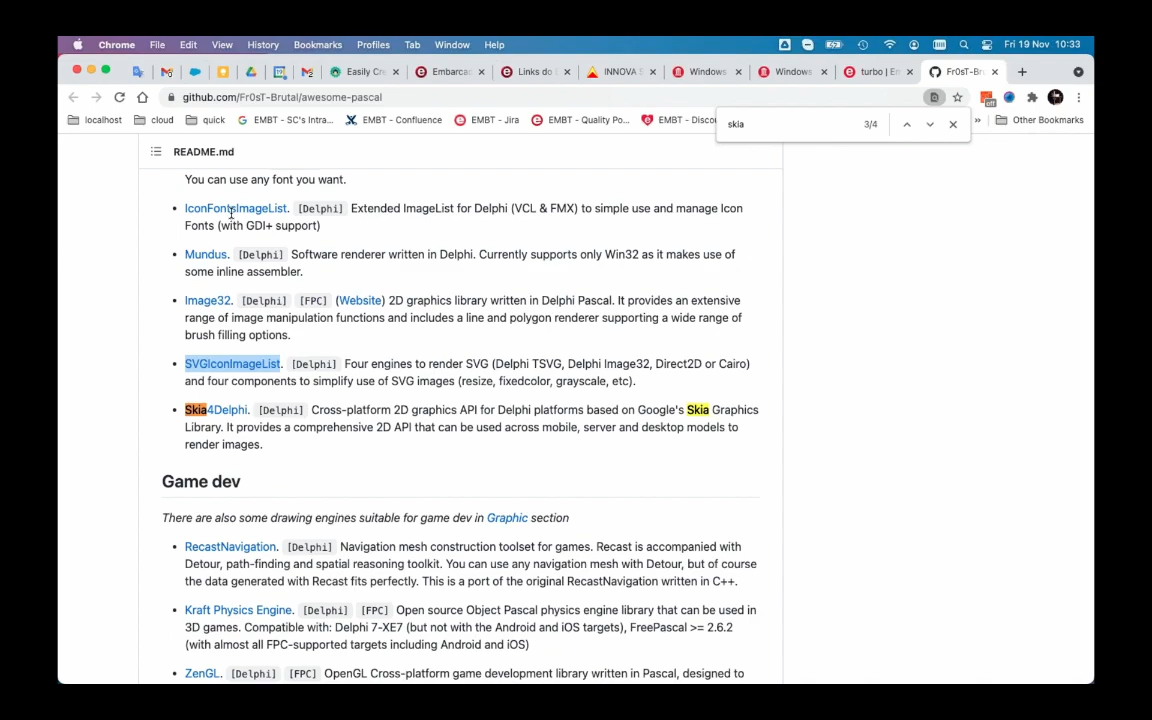 Chrome File Edit View History Bookmarks Profiles Tab Window Help Fri 19 Nov 10:33
Easily Cre Embarcad Links do INNOVA Windows Windows turbo | Em Fr0sT-Bru
github.com/Fr0sT-Brutal/awesome-pascal
localhost cloud quick EMBT - SC's Intra... EMBT - Confluence EMBT - Jira EMBT - Quality Po... EMBT - Disco » Other Bookmarks
skia 3/4
README.md
You can use any font you want.
• IconFontsImageList. [Delphi] Extended ImageList for Delphi (VCL & FMX) to simple use and manage Icon
Fonts (with GDI+ support)
• Mundus. [Delphi] Software renderer written in Delphi. Currently supports only Win32 as it makes use of
some inline assembler.
• Image32. [Delphi] [FPC] (Website) 2D graphics library written in Delphi Pascal. It provides an extensive
range of image manipulation functions and includes a line and polygon renderer supporting a wide range of
brush filling options.
• SVGIconImageList. [Delphi] Four engines to render SVG (Delphi TSVG, Delphi Image32, Direct2D or Cairo)
and four components to simplify use of SVG images (resize, fixedcolor, grayscale, etc).
• Skia4Delphi. [Delphi] Cross-platform 2D graphics API for Delphi platforms based on Google's Skia Graphics
Library. It provides a comprehensive 2D API that can be used across mobile, server and desktop models to
render images.
Game dev
There are also some drawing engines suitable for game dev in Graphic section
• RecastNavigation. [Delphi] Navigation mesh construction toolset for games. Recast is accompanied with
Detour, path-finding and spatial reasoning toolkit. You can use any navigation mesh with Detour, but of course
the data generated with Recast fits perfectly. This is a port of the original RecastNavigation written in C++.
• Kraft Physics Engine. [Delphi] [FPC] Open source Object Pascal physics engine library that can be used in
3D games. Compatible with: Delphi 7-XE7 (but not with the Android and iOS targets), FreePascal >= 2.6.2
(with almost all FPC-supported targets including Android and iOS)
• ZenGL. [Delphi] [FPC] OpenGL Cross-platform game development library written in Pascal, designed to